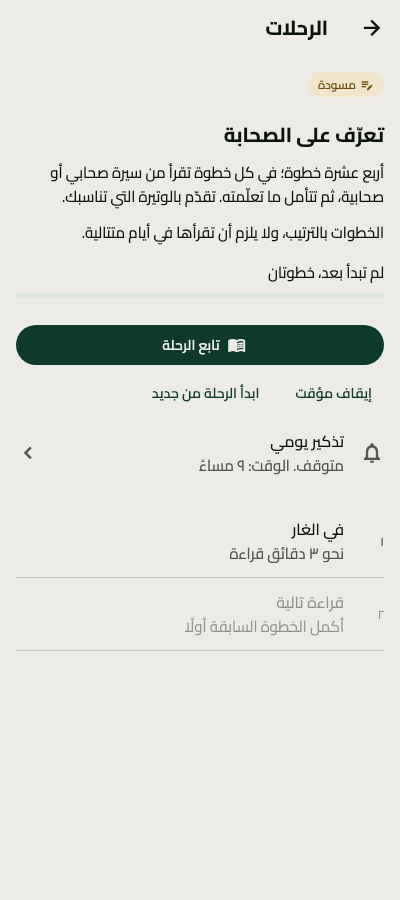 الرحلات
مسودة
تعرّف على الصحابة
أربع عشرة خطوة؛ في كل خطوة تقرأ من سيرة صحابي أو
صحابية، ثم تتأمل ما تعلّمته. تقدّم بالوتيرة التي تناسبك.
الخطوات بالترتيب، ولا يلزم أن تقرأها في أيام متتالية.
لم تبدأ بعد، خطوتان
تابع الرحلة
إيقاف مؤقت
ابدأ الرحلة من جديد
تذكير يومي
متوقف. الوقت: ٩ مساءً
١
في الغار
نحو ٣ دقائق قراءة
٢
قراءة تالية
أكمل الخطوة السابقة أولًا